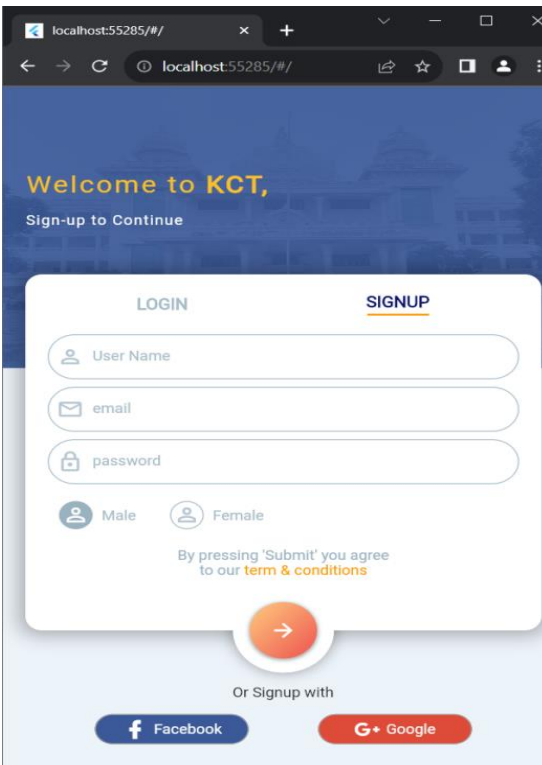 localhost:55285/#/
localhost:55285/#/
Welcome to KCT,
Sign-up to Continue
LOGIN SIGNUP
User Name
email
password
Male Female
By pressing 'Submit' you agree
to our term & conditions
Or Signup with
Facebook G+ Google